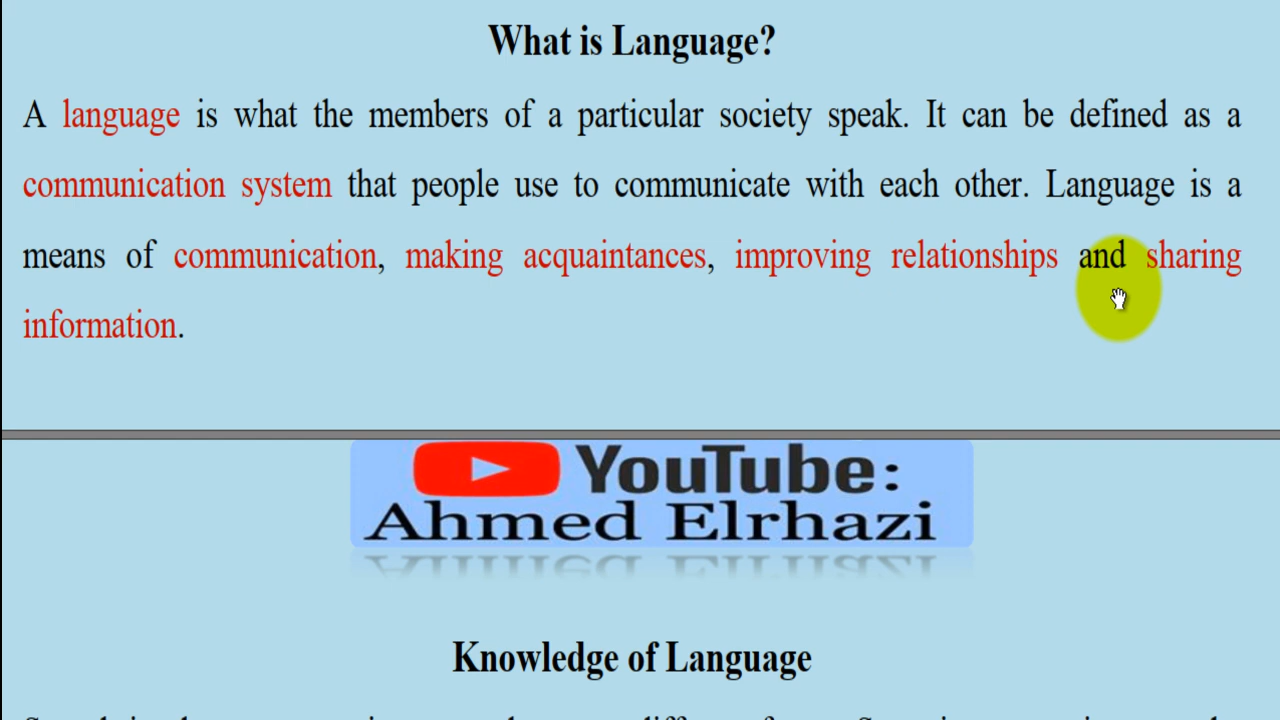 What is Language?
A language is what the members of a particular society speak. It can be defined as a
communication system that people use to communicate with each other. Language is a
means of communication, making acquaintances, improving relationships and sharing
information.
YouTube:
Ahmed Elrhazi
Knowledge of Language